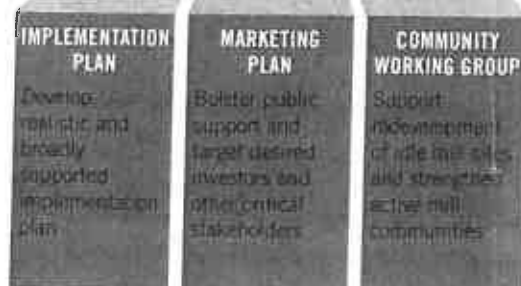 IMPLEMENTATION
PLAN
Develop
realistic and
broadly
supported
implementation
plan
MARKETING
PLAN
Bolster public
support and
target desired
investors and
other critical
stakeholders
COMMUNITY
WORKING GROUP
Support
redevelopment
of idle mill sites
and strengthen
active mill
communities